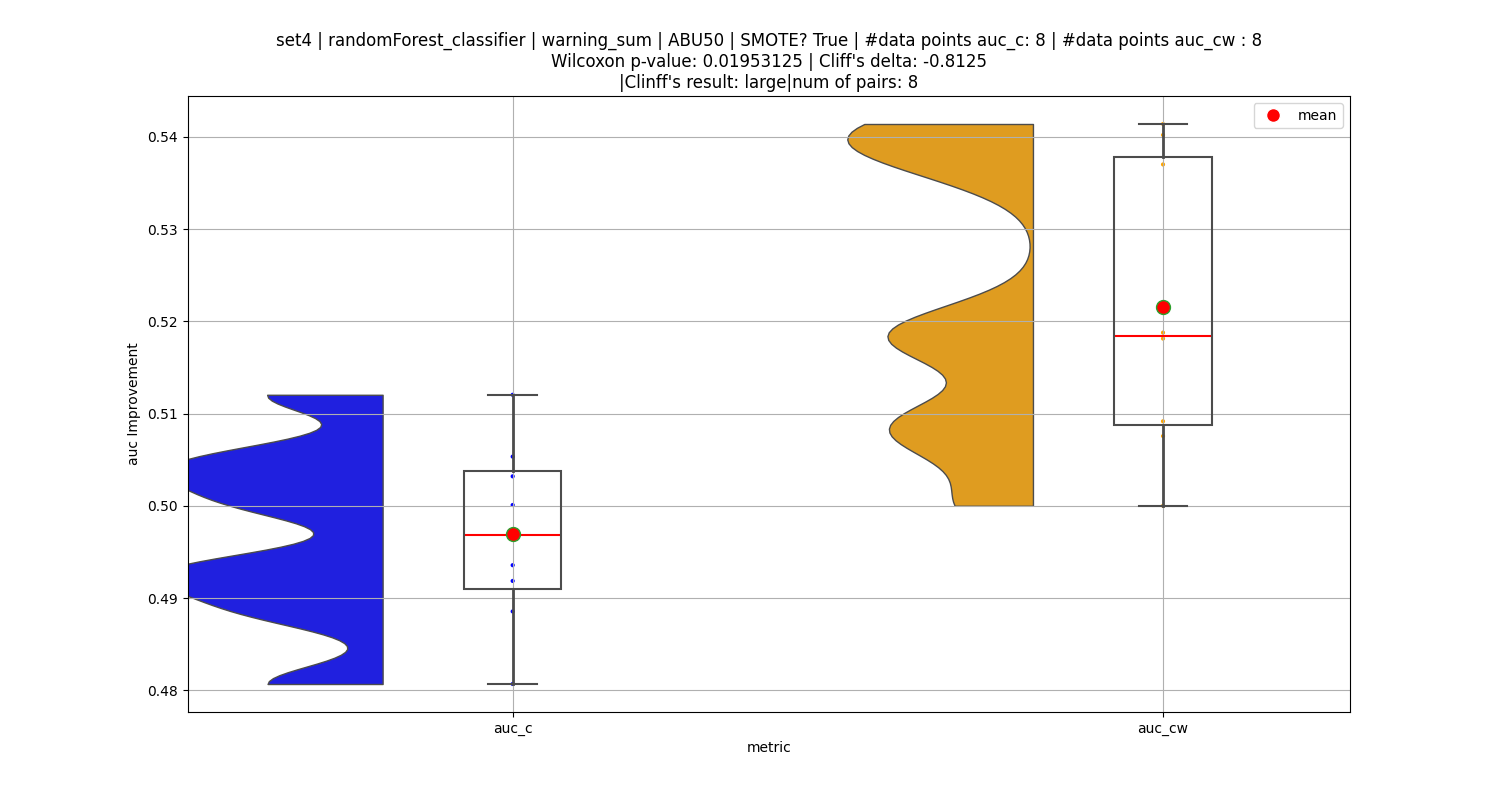 set4 | randomForest_classifier | warning_sum | ABU50 | SMOTE? True | #data points auc_c: 8 | #data points auc_cw : 8
Wilcoxon p-value: 0.01953125 | Cliff's delta: -0.8125
|Clinff's result: large|num of pairs: 8
mean
0.54
0.53
0.52
0.51
0.50
0.49
0.48
auc Improvement
auc_c
auc_cw
metric